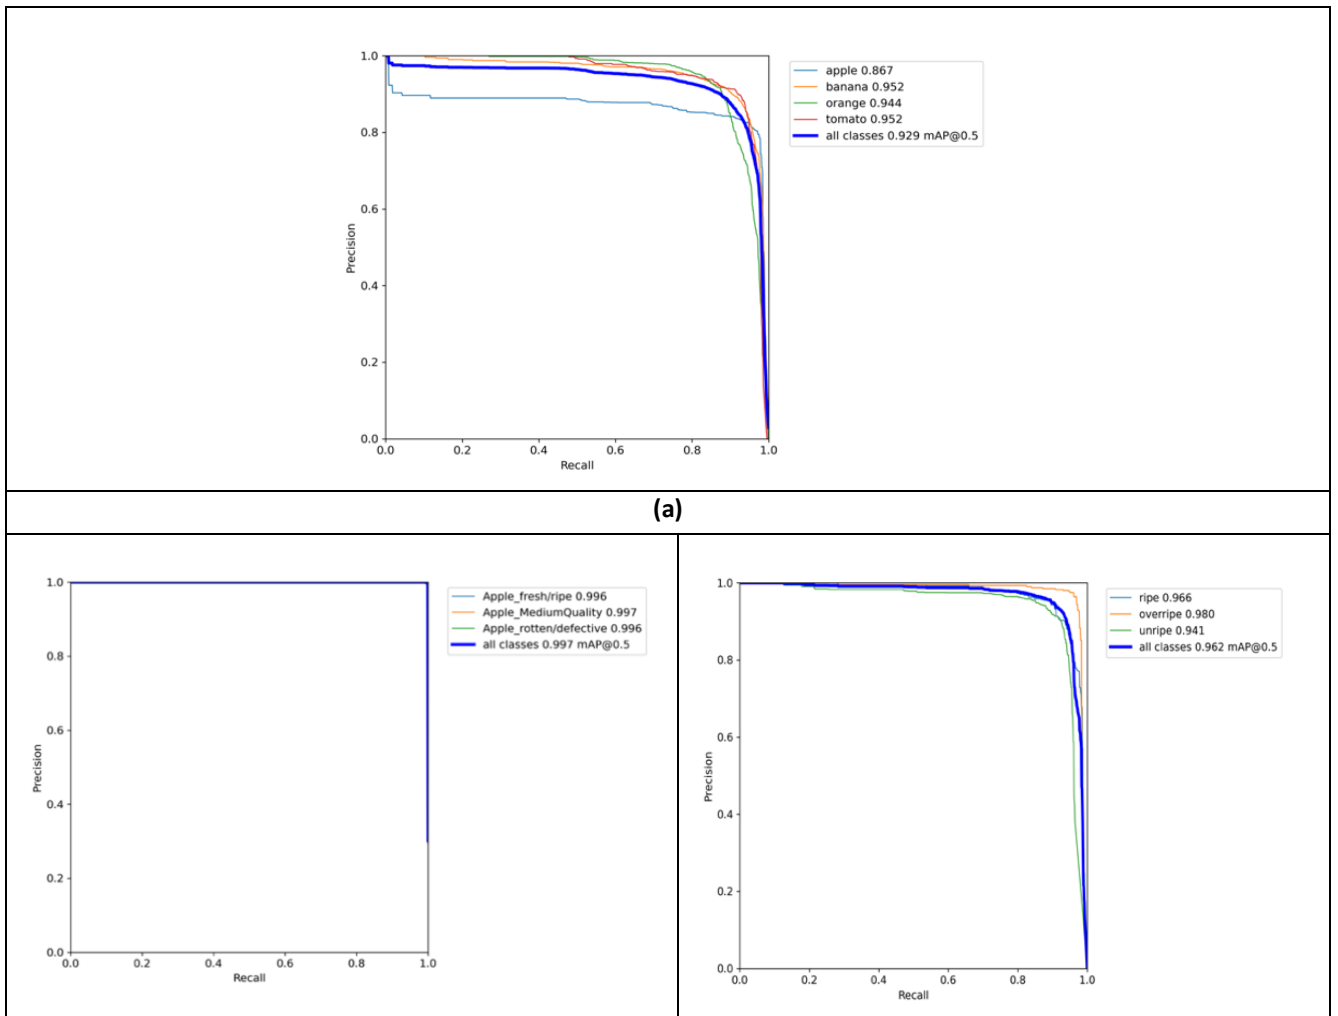 1.0
0.8
0.6
0.4
0.2
0.0
Precision
0.0 0.2 0.4 0.6 0.8 1.0
Recall
apple 0.867
banana 0.952
orange 0.944
tomato 0.952
all classes 0.929 mAP@0.5
(a)
1.0
0.8
0.6
0.4
0.2
0.0
Precision
0.0 0.2 0.4 0.6 0.8 1.0
Recall
Apple_fresh/ripe 0.996
Apple_MediumQuality 0.997
Apple_rotten/defective 0.996
all classes 0.997 mAP@0.5
1.0
0.8
0.6
0.4
0.2
0.0
Precision
0.0 0.2 0.4 0.6 0.8 1.0
Recall
ripe 0.966
overripe 0.980
unripe 0.941
all classes 0.962 mAP@0.5